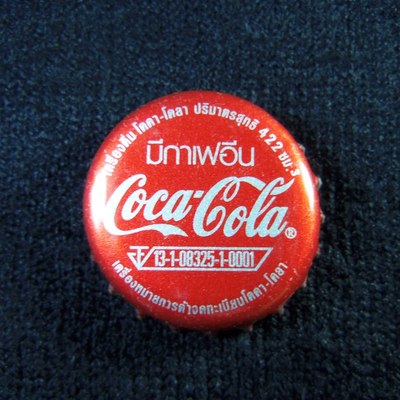 เครื่องดื่ม โคคา-โคลา ปริมาตรสุทธิ 422 ซม.3
มีกาเฟอีน
Coca-Cola®
13-1-08325-1-0001
เครื่องหมายการค้าจดทะเบียนโคคา-โคลา